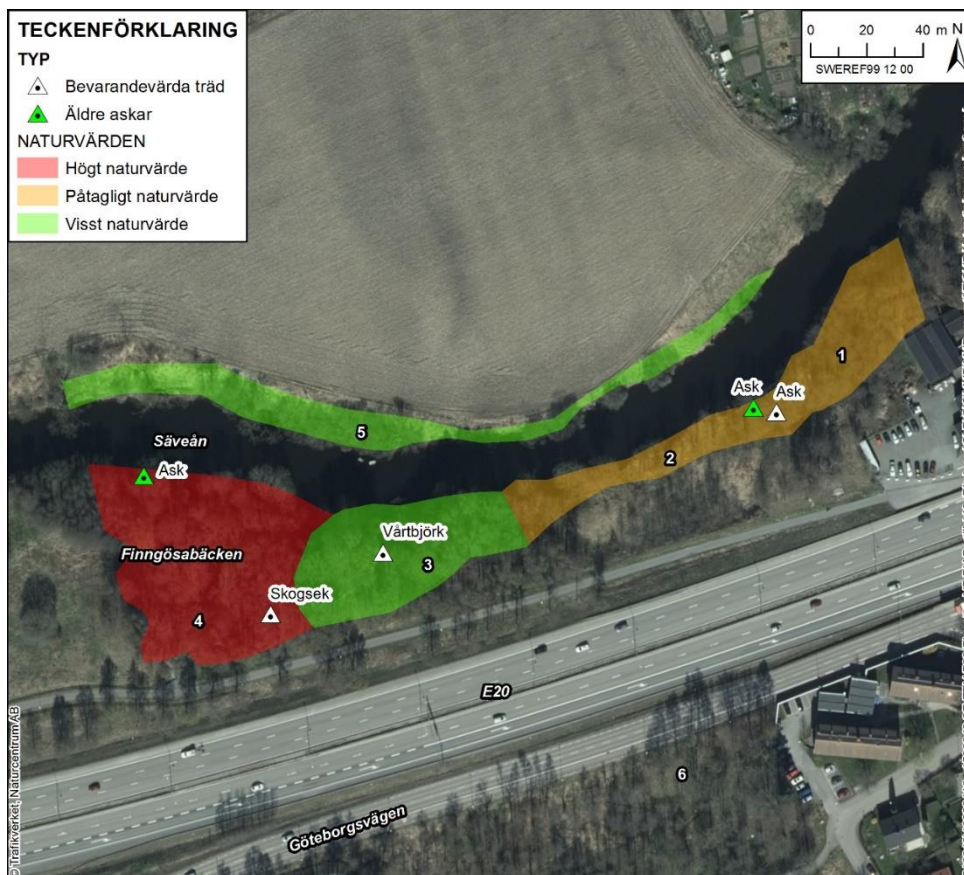 TECKENFÖRKLARING
TYP
Bevarandevärda träd
Äldre askar
NATURVÄRDEN
Högt naturvärde
Påtagligt naturvärde
Visst naturvärde
0 20 40 m N
SWEREF99 12 00
1
Ask
Ask
5
2
Säveån
Ask
Vårtbjörk
3
Finngösabäcken
Skogsek
4
E20
6
Göteborgsvägen
© Trafikverket, Naturcentrum AB